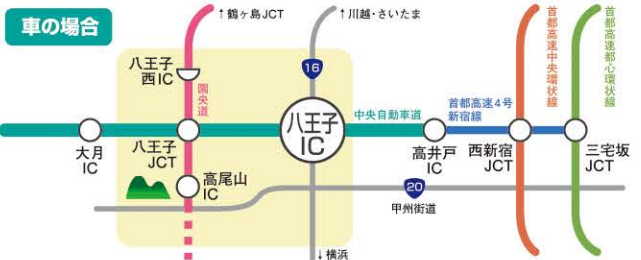 車の場合
↑鶴ヶ島JCT
↑川越・さいたま
八王子
西IC
圏央道
16
首都高速中央環状線
首都高速都心環状線
八王子
IC
中央自動車道
首都高速4号
新宿線
大月
IC
八王子
JCT
高井戸
IC
西新宿
JCT
三宅坂
JCT
高尾山
IC
20
甲州街道
↓横浜